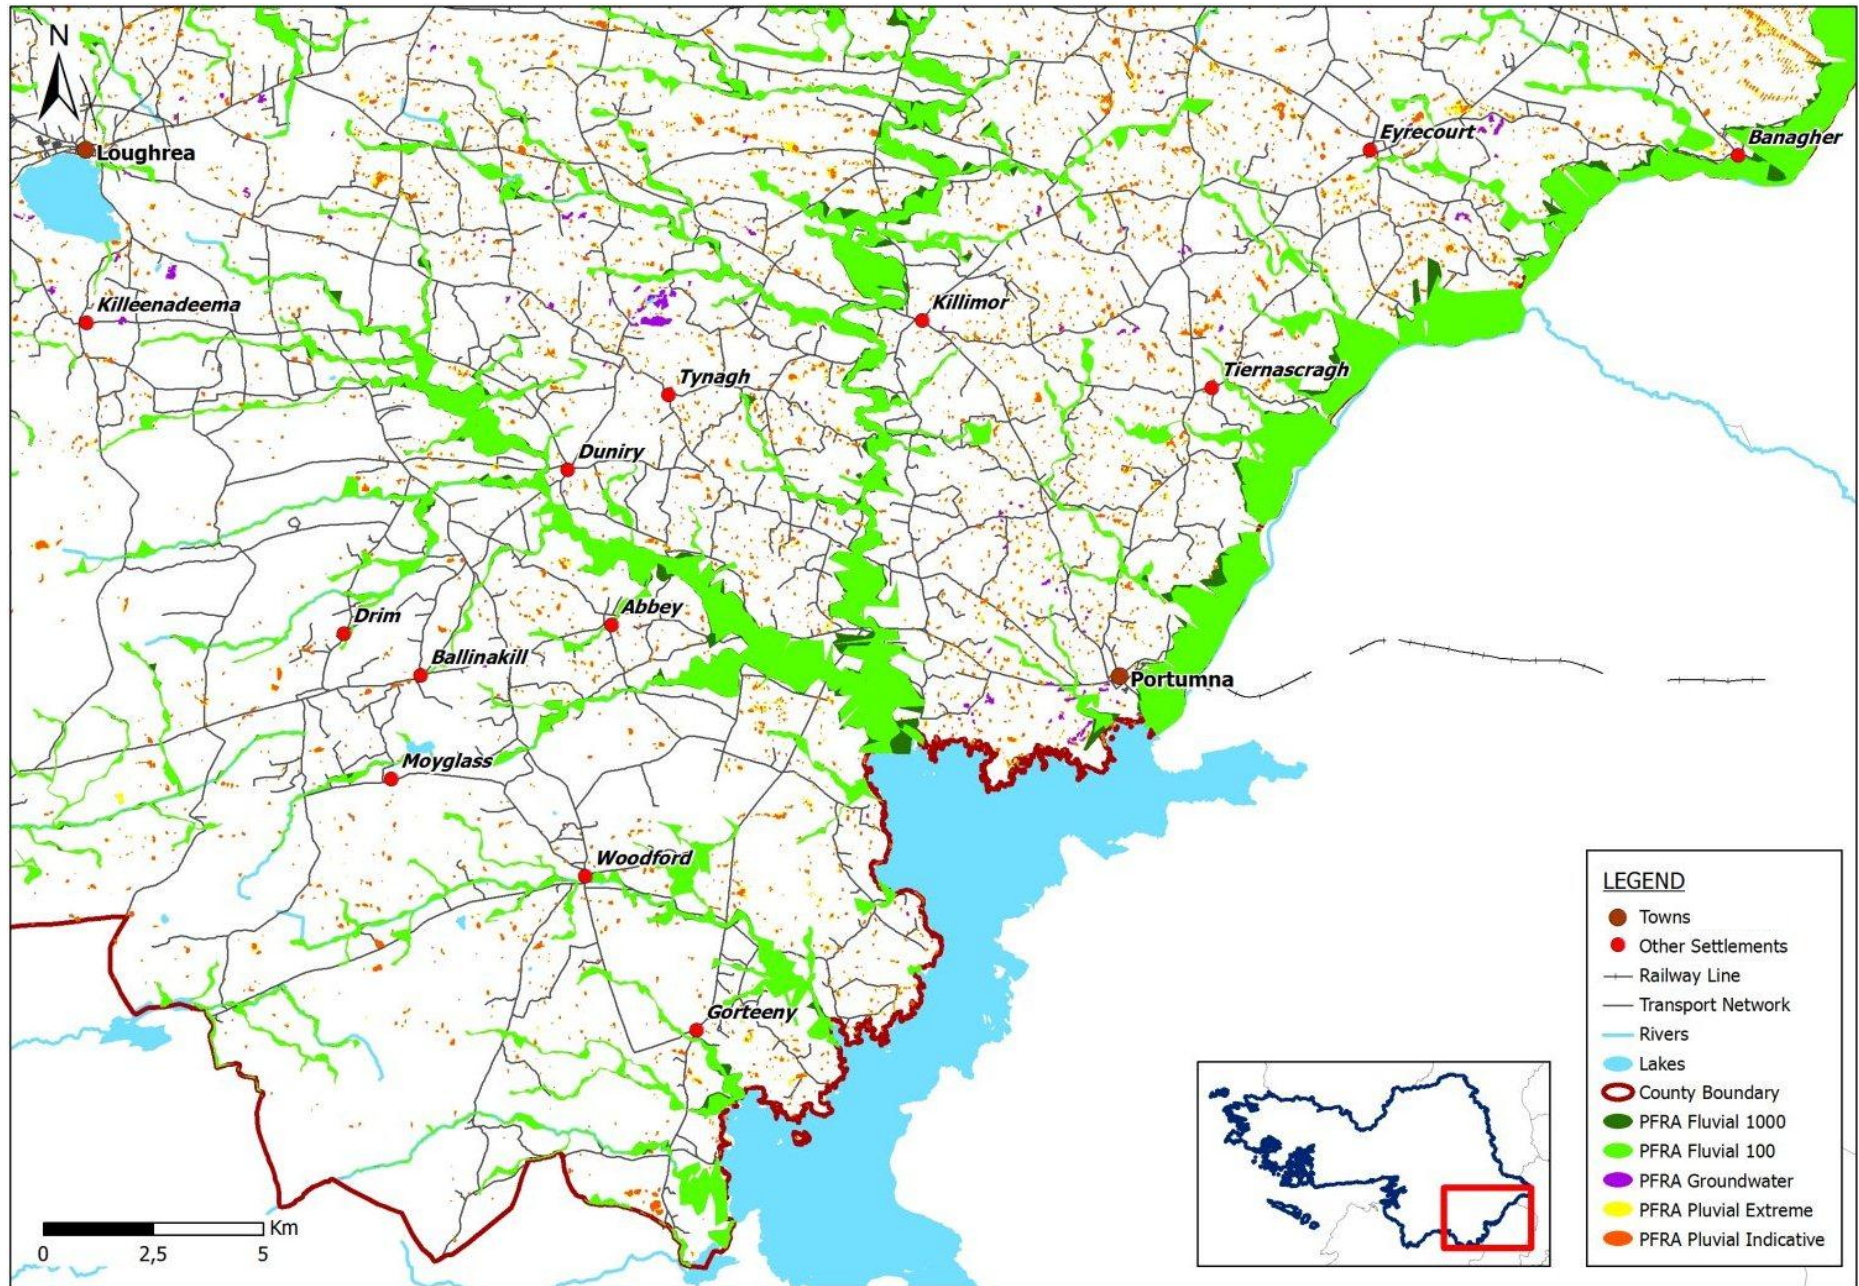 N
Loughrea
Eyrecourt
Banagher
Killeenadeema
Killimor
Tynagh
Tiernascragh
Duniry
Abbey
Drim
Ballinakill
Portumna
Moyglass
Woodford
Gorteeny
LEGEND
Towns
Other Settlements
Railway Line
Transport Network
Rivers
Lakes
County Boundary
PFRA Fluvial 1000
PFRA Fluvial 100
PFRA Groundwater
PFRA Pluvial Extreme
PFRA Pluvial Indicative
Km
0 2,5 5